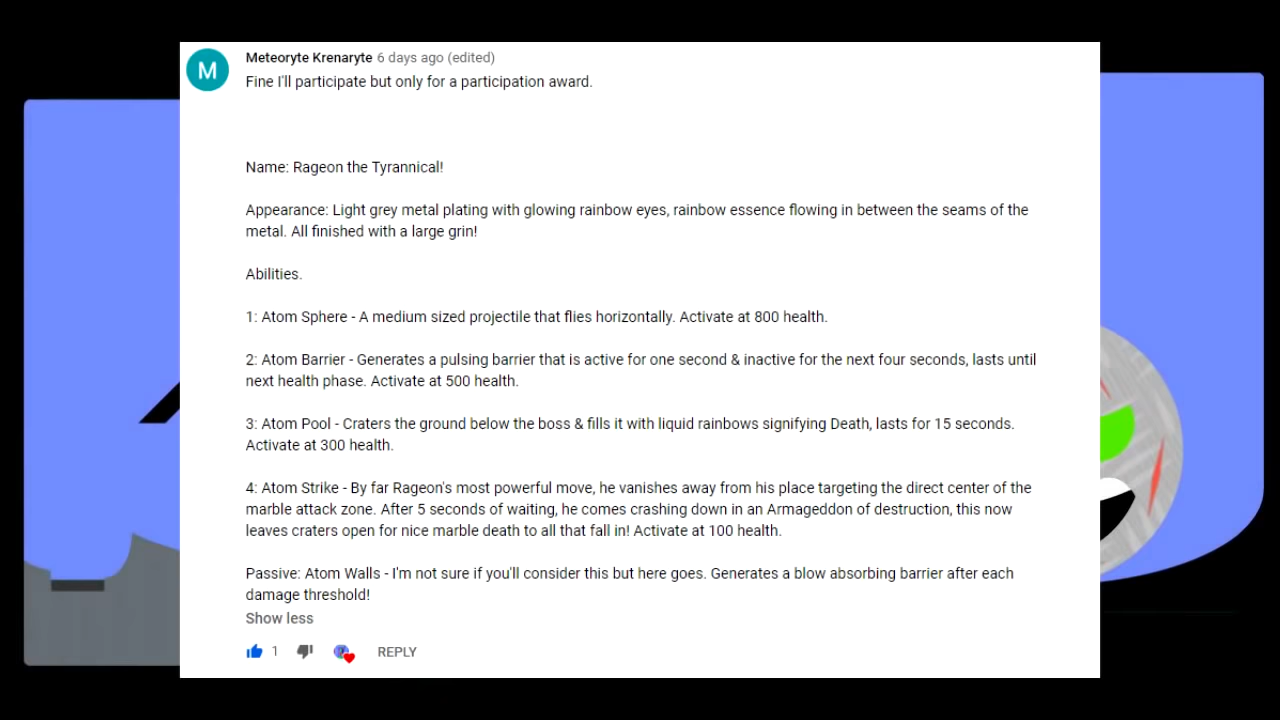 M
Meteoryte Krenaryte 6 days ago (edited)
Fine I'll participate but only for a participation award.
Name: Rageon the Tyrannical!
Appearance: Light grey metal plating with glowing rainbow eyes, rainbow essence flowing in between the seams of the
metal. All finished with a large grin!
Abilities.
1: Atom Sphere - A medium sized projectile that flies horizontally. Activate at 800 health.
2: Atom Barrier - Generates a pulsing barrier that is active for one second & inactive for the next four seconds, lasts until
next health phase. Activate at 500 health.
3: Atom Pool - Craters the ground below the boss & fills it with liquid rainbows signifying Death, lasts for 15 seconds.
Activate at 300 health.
4: Atom Strike - By far Rageon's most powerful move, he vanishes away from his place targeting the direct center of the
marble attack zone. After 5 seconds of waiting, he comes crashing down in an Armageddon of destruction, this now
leaves craters open for nice marble death to all that fall in! Activate at 100 health.
Passive: Atom Walls - I'm not sure if you'll consider this but here goes. Generates a blow absorbing barrier after each
damage threshold!
Show less
1 REPLY